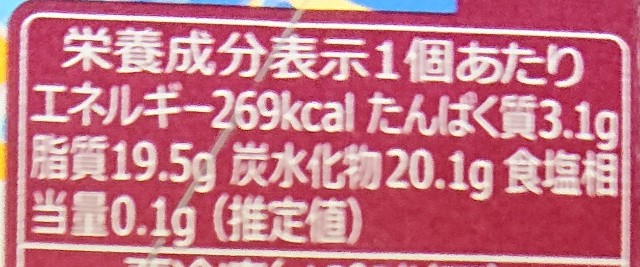 栄養成分表示1個あたり
エネルギー269kcal たんぱく質3.1g
脂質19.5g 炭水化物20.1g 食塩相
当量0.1g（推定値）